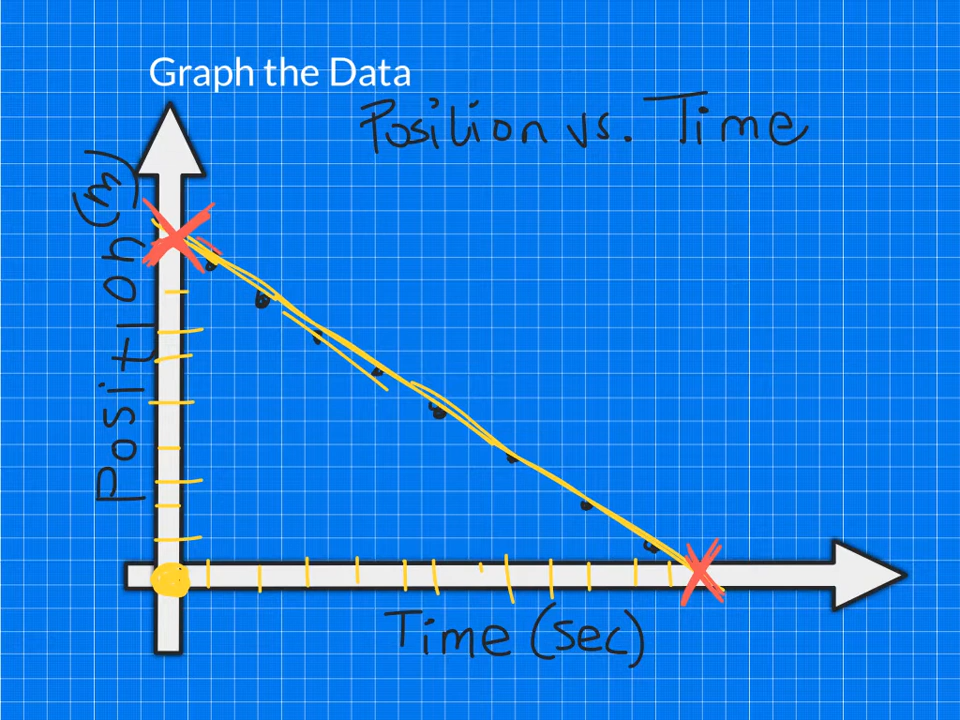 Graph the Data
Position vs. Time
Position (m)
Time (sec)